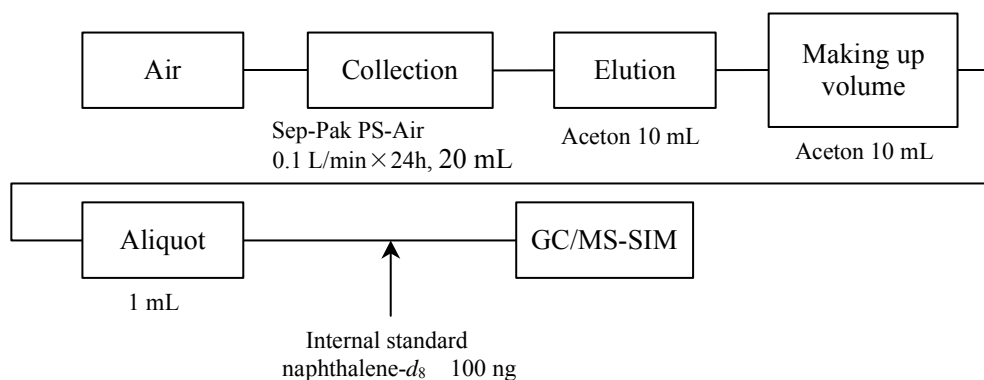 Air
Collection
Elution
Making up
volume
Sep-Pak PS-Air
0.1 L/min×24h, 20 mL
Aceton 10 mL
Aceton 10 mL
Aliquot
GC/MS-SIM
1 mL
Internal standard
naphthalene-d₈ 100 ng